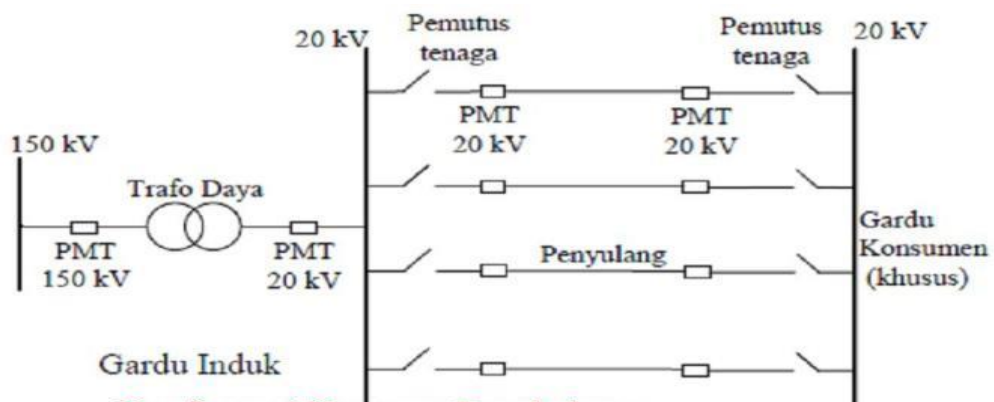 20 kV
Pemutus
tenaga
Pemutus
tenaga
20 kV
PMT
20 kV
PMT
20 kV
150 kV
Trafo Daya
PMT
150 kV
PMT
20 kV
Penyulang
Gardu
Konsumen
(khusus)
Gardu Induk